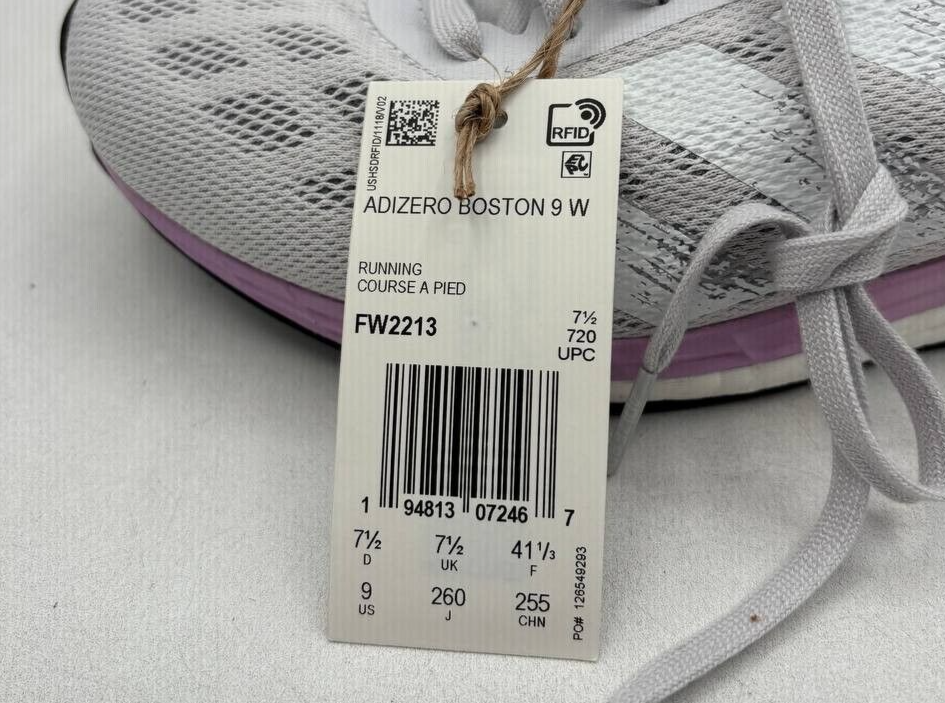 USHSDRFID/1118/V02
RFID
ADIZERO BOSTON 9 W
RUNNING
COURSE A PIED
FW2213
7½
720
UPC
1 94813 07246 7
7½ 7½ 41⅓
D UK F
9 260 255
US J CHN
PO# 126549293